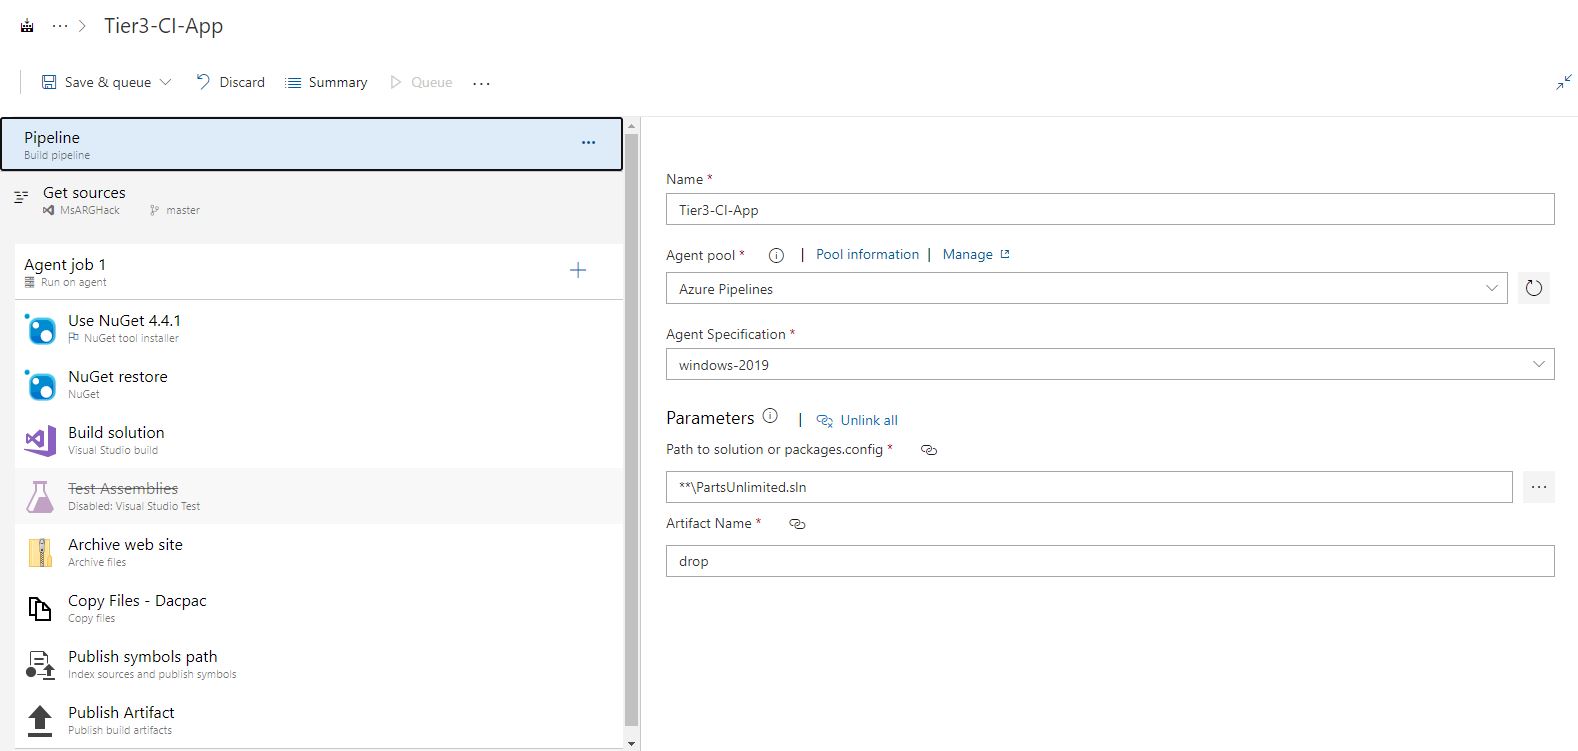 Tier3-CI-App
Save & queue Discard Summary Queue
Pipeline
Build pipeline
Get sources
MsARGHack master
Agent job 1
Run on agent
Use NuGet 4.4.1
NuGet tool installer
NuGet restore
NuGet
Build solution
Visual Studio build
Test Assemblies
Disabled: Visual Studio Test
Archive web site
Archive files
Copy Files - Dacpac
Copy files
Publish symbols path
Index sources and publish symbols
Publish Artifact
Publish build artifacts
Name *
Tier3-CI-App
Agent pool * | Pool information | Manage
Azure Pipelines
Agent Specification *
windows-2019
Parameters | Unlink all
Path to solution or packages.config *
**\PartsUnlimited.sln
Artifact Name *
drop